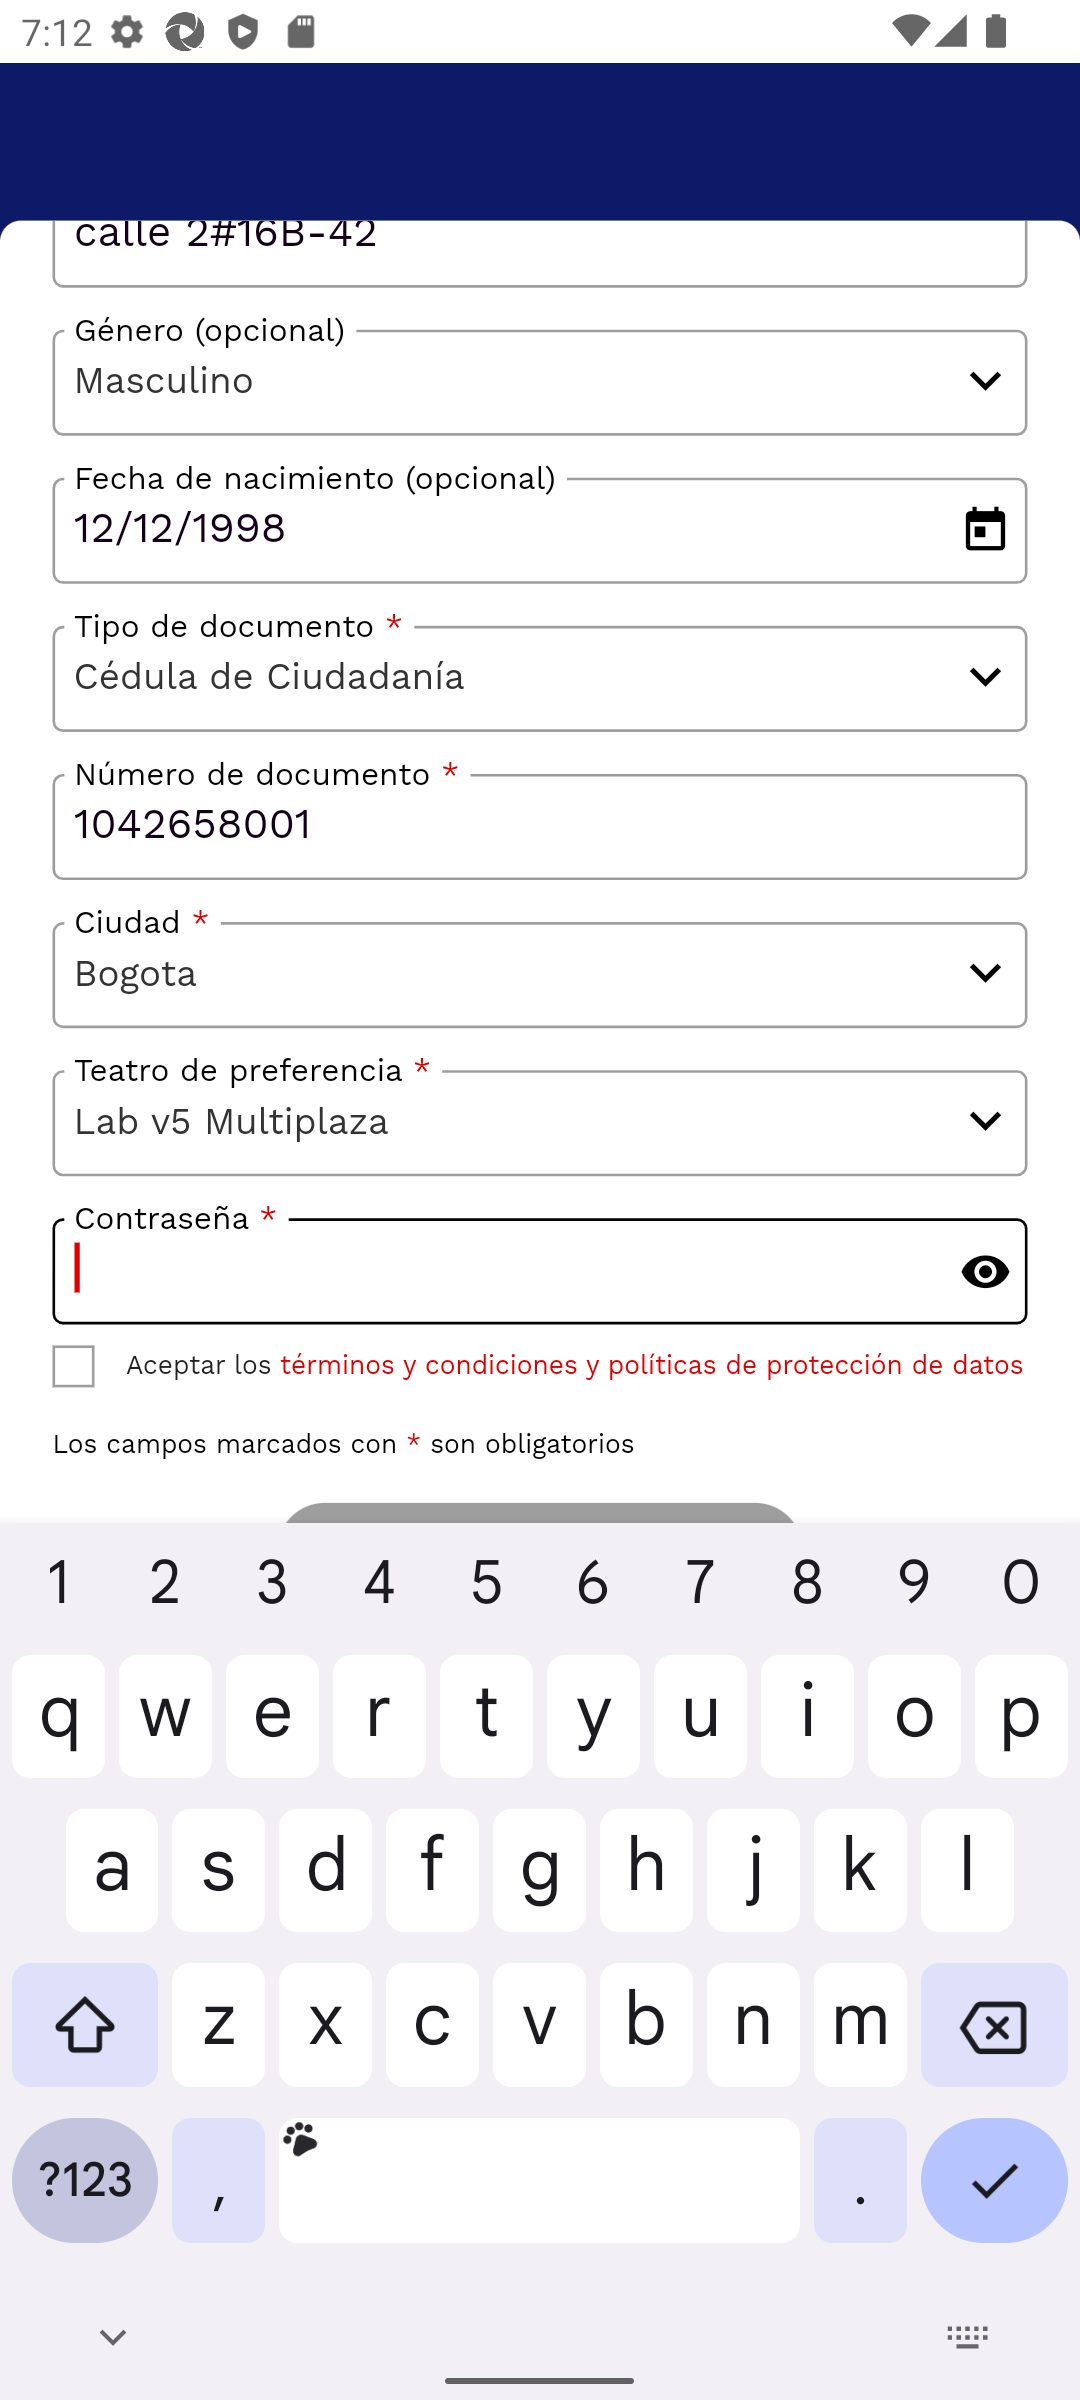 7:12
calle 2#16B-42
Género (opcional)
Masculino
Fecha de nacimiento (opcional)
12/12/1998
Tipo de documento *
Cédula de Ciudadanía
Número de documento *
1042658001
Ciudad *
Bogota
Teatro de preferencia *
Lab v5 Multiplaza
Contraseña *
Aceptar los términos y condiciones y políticas de protección de datos
Los campos marcados con * son obligatorios
1 2 3 4 5 6 7 8 9 0
q w e r t y u i o p
a s d f g h j k l
z x c v b n m
?123 , .